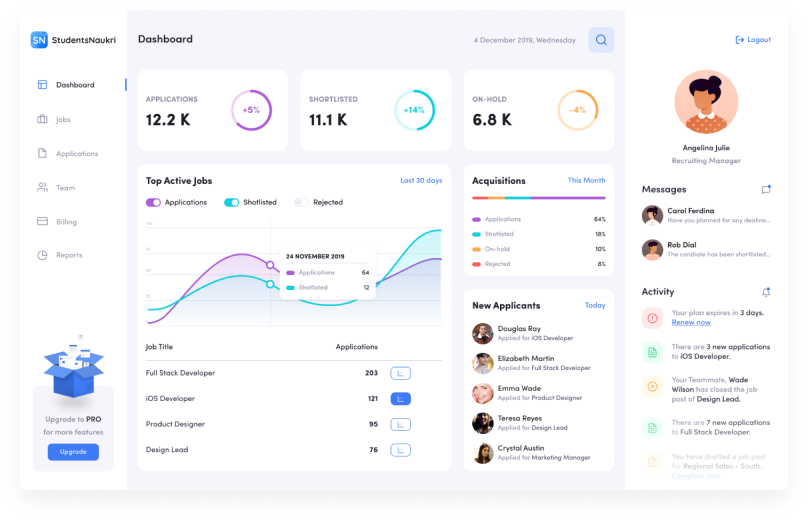 SN StudentsNaukri
Dashboard
Jobs
Applications
Team
Billing
Reports
Upgrade to PRO
for more features
Upgrade
Dashboard
4 December 2019, Wednesday
APPLICATIONS
12.2 K
+5%
SHORTLISTED
11.1 K
+14%
ON-HOLD
6.8 K
-4%
Top Active Jobs
Last 30 days
Applications
Shotlisted
Rejected
24 NOVEMBER 2019
Applications 64
Shotlisted 12
Job Title Applications
Full Stack Developer 203
iOS Developer 121
Product Designer 95
Design Lead 76
Acquisitions
This Month
Applications 64%
Shotlisted 18%
On-hold 10%
Rejected 8%
New Applicants
Today
Douglas Ray
Applied for iOS Developer
Elizabeth Martin
Applied for Full Stack Developer
Emma Wade
Applied for Product Designer
Teresa Reyes
Applied for Design Lead
Crystal Austin
Applied for Marketing Manager
Logout
Angelina Julie
Recruiting Manager
Messages
Carol Ferdina
Have you planned for any deadline...
Rob Dial
The candiate has been shortlisted...
Activity
Your plan expires in 3 days.
Renew now
There are 3 new applications
to iOS Developer.
Your Teammate, Wade
Wilson has closed the job
post of Design Lead.
There are 7 new applications
to Full Stack Developer.
You have drafted a job post
for Regional Sales - South.
Complete now